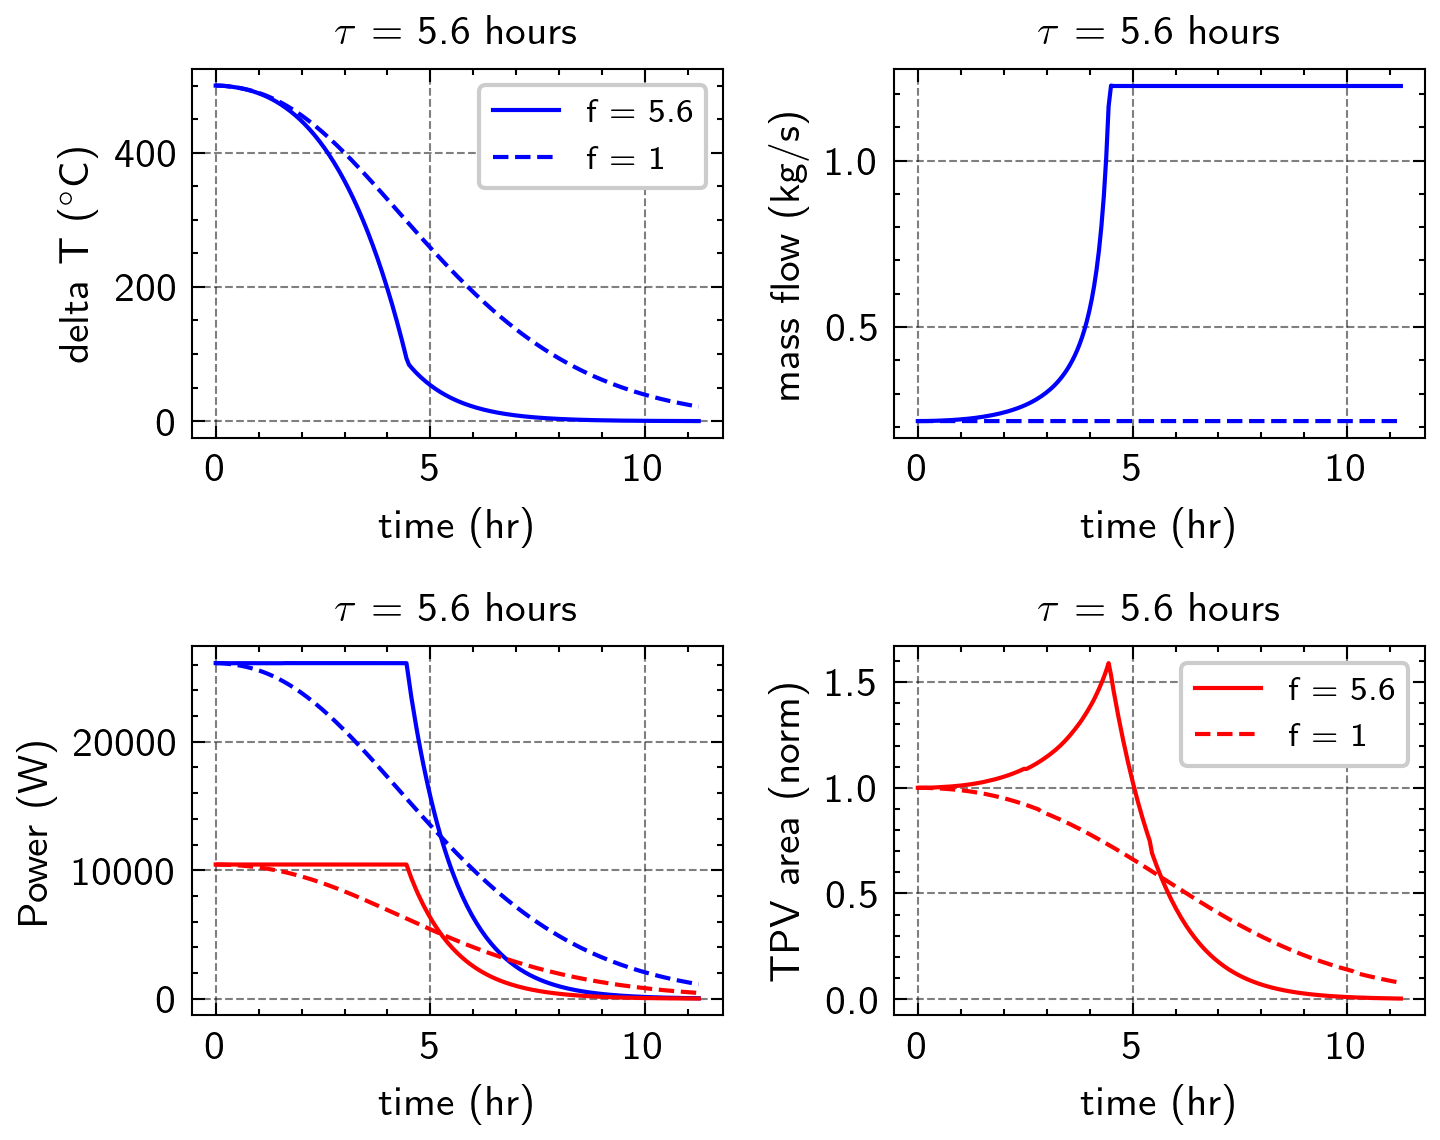 τ = 5.6 hours
delta T (°C)
400
200
0
f = 5.6
f = 1
0
5
10
time (hr)
τ = 5.6 hours
mass flow (kg/s)
1.0
0.5
0
5
10
time (hr)
τ = 5.6 hours
Power (W)
20000
10000
0
0
5
10
time (hr)
τ = 5.6 hours
TPV area (norm)
1.5
1.0
0.5
0.0
f = 5.6
f = 1
0
5
10
time (hr)